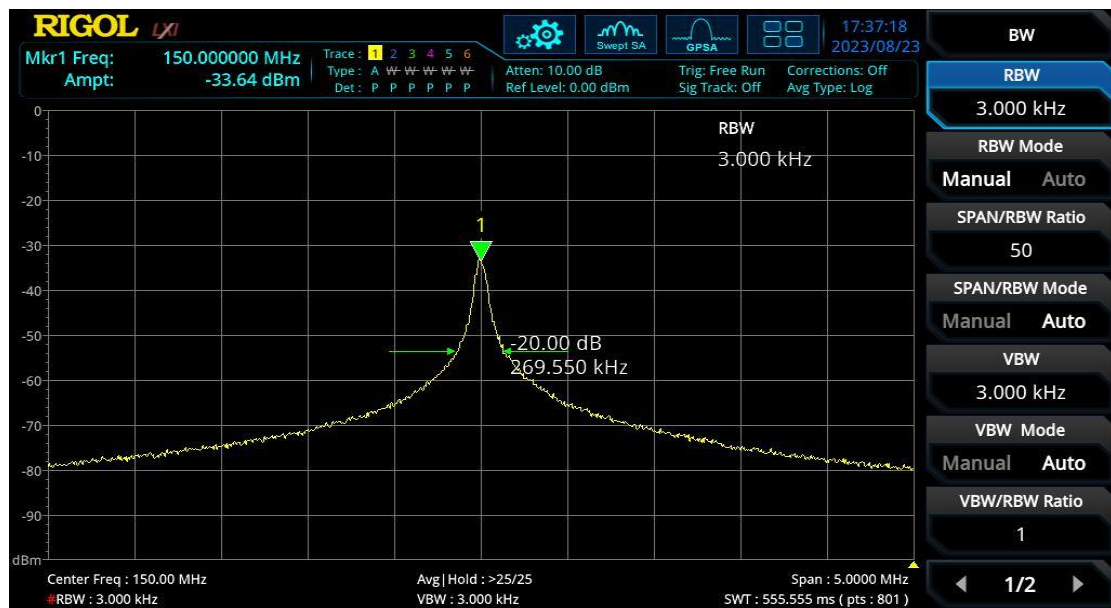 RIGOL LXI
Swept SA
GPSA
17:37:18
2023/08/23
Mkr1 Freq: 150.000000 MHz
Ampt: -33.64 dBm
Trace : 1 2 3 4 5 6
Type : A W W W W W
Det : P P P P P P
Atten: 10.00 dB
Ref Level: 0.00 dBm
Trig: Free Run
Sig Track: Off
Corrections: Off
Avg Type: Log
0
-10
-20
-30
-40
-50
-60
-70
-80
-90
dBm
RBW
3.000 kHz
1
-20.00 dB
269.550 kHz
Center Freq : 150.00 MHz
Avg|Hold : >25/25
Span : 5.0000 MHz
#RBW : 3.000 kHz
VBW : 3.000 kHz
SWT : 555.555 ms ( pts : 801 )
BW
RBW
3.000 kHz
RBW Mode
Manual Auto
SPAN/RBW Ratio
50
SPAN/RBW Mode
Manual Auto
VBW
3.000 kHz
VBW Mode
Manual Auto
VBW/RBW Ratio
1
1/2